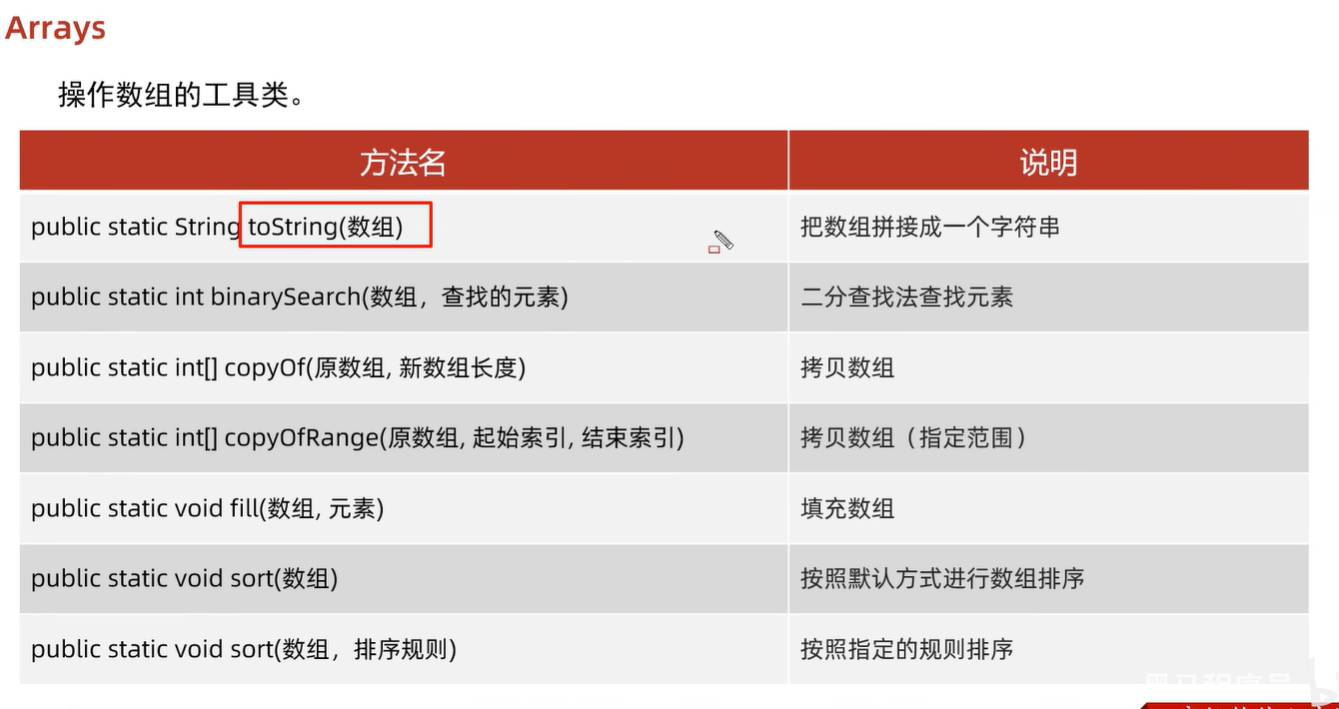 Arrays
操作数组的工具类。
方法名 说明
public static String toString(数组) 把数组拼接成一个字符串
public static int binarySearch(数组，查找的元素) 二分查找法查找元素
public static int[] copyOf(原数组, 新数组长度) 拷贝数组
public static int[] copyOfRange(原数组, 起始索引, 结束索引) 拷贝数组（指定范围）
public static void fill(数组, 元素) 填充数组
public static void sort(数组) 按照默认方式进行数组排序
public static void sort(数组，排序规则) 按照指定的规则排序